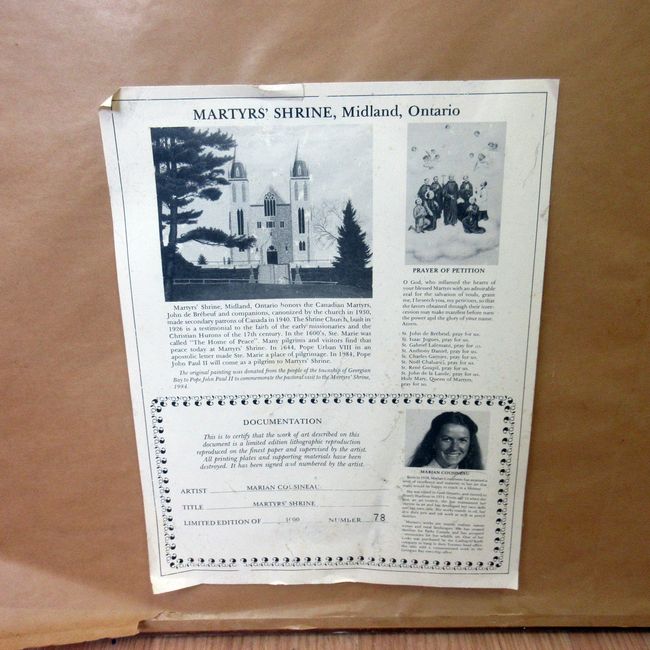 MARTYRS' SHRINE, Midland, Ontario
Martyrs' Shrine, Midland, Ontario honors the Canadian Martyrs,
John de Brébeuf and companions, canonized by the church in 1930,
made secondary patrons of Canada in 1940. The Shrine Church, built in
1926 is a testimonial to the faith of the early missionaries and the
Christian Hurons of the 17th century. In the 1600's, Ste. Marie was
called "The Home of Peace". Many pilgrims and visitors find that
peace today at Martyrs' Shrine. In 1644, Pope Urban VIII in an
apostolic letter made Ste. Marie a place of pilgrimage. In 1984, Pope
John Paul II will come as a pilgrim to Martyrs' Shrine.
The original painting was donated from the people of the township of Georgian
Bay to Pope John Paul II to commemorate the pastoral visit to the Martyrs' Shrine,
1984.
PRAYER OF PETITION
O God, who inflamed the hearts of
your blessed Martyrs with an admirable
zeal for the salvation of souls, grant
me, I beseech you, my petitions, so that
the favors obtained through their inter-
cession may make manifest before men
the power and the glory of your name.
Amen.
St. John de Brébeuf, pray for us.
St. Isaac Jogues, pray for us.
St. Gabriel Lalemant, pray for us.
St. Anthony Daniel, pray for us.
St. Charles Garnier, pray for us.
St. Noël Chabanel, pray for us.
St. René Goupil, pray for us.
St. John de la Lande, pray for us.
Holy Mary, Queen of Martyrs,
pray for us.
DOCUMENTATION
This is to certify that the work of art described on this
document is a limited edition lithographic reproduction
reproduced on the finest paper and supervised by the artist.
All printing plates and supporting materials have been
destroyed. It has been signed and numbered by the artist.
ARTIST MARIAN COUSINEAU
TITLE MARTYRS' SHRINE
LIMITED EDITION OF NUMBER 78
MARIAN COUSINEAU